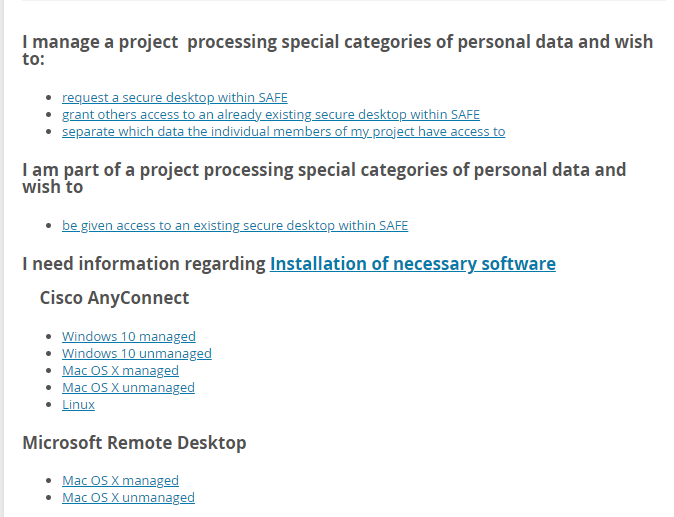 I manage a project  processing special categories of personal data and wish
to:
request a secure desktop within SAFE
grant others access to an already existing secure desktop within SAFE
separate which data the individual members of my project have access to
I am part of a project processing special categories of personal data and
wish to
be given access to an existing secure desktop within SAFE
I need information regarding Installation of necessary software
Cisco AnyConnect
Windows 10 managed
Windows 10 unmanaged
Mac OS X managed
Mac OS X unmanaged
Linux
Microsoft Remote Desktop
Mac OS X managed
Mac OS X unmanaged